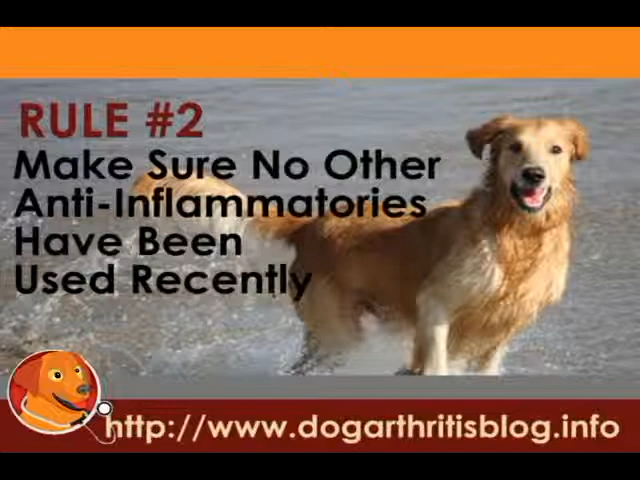 RULE #2
Make Sure No Other
Anti-Inflammatories
Have Been
Used Recently
http://www.dogarthritisblog.info